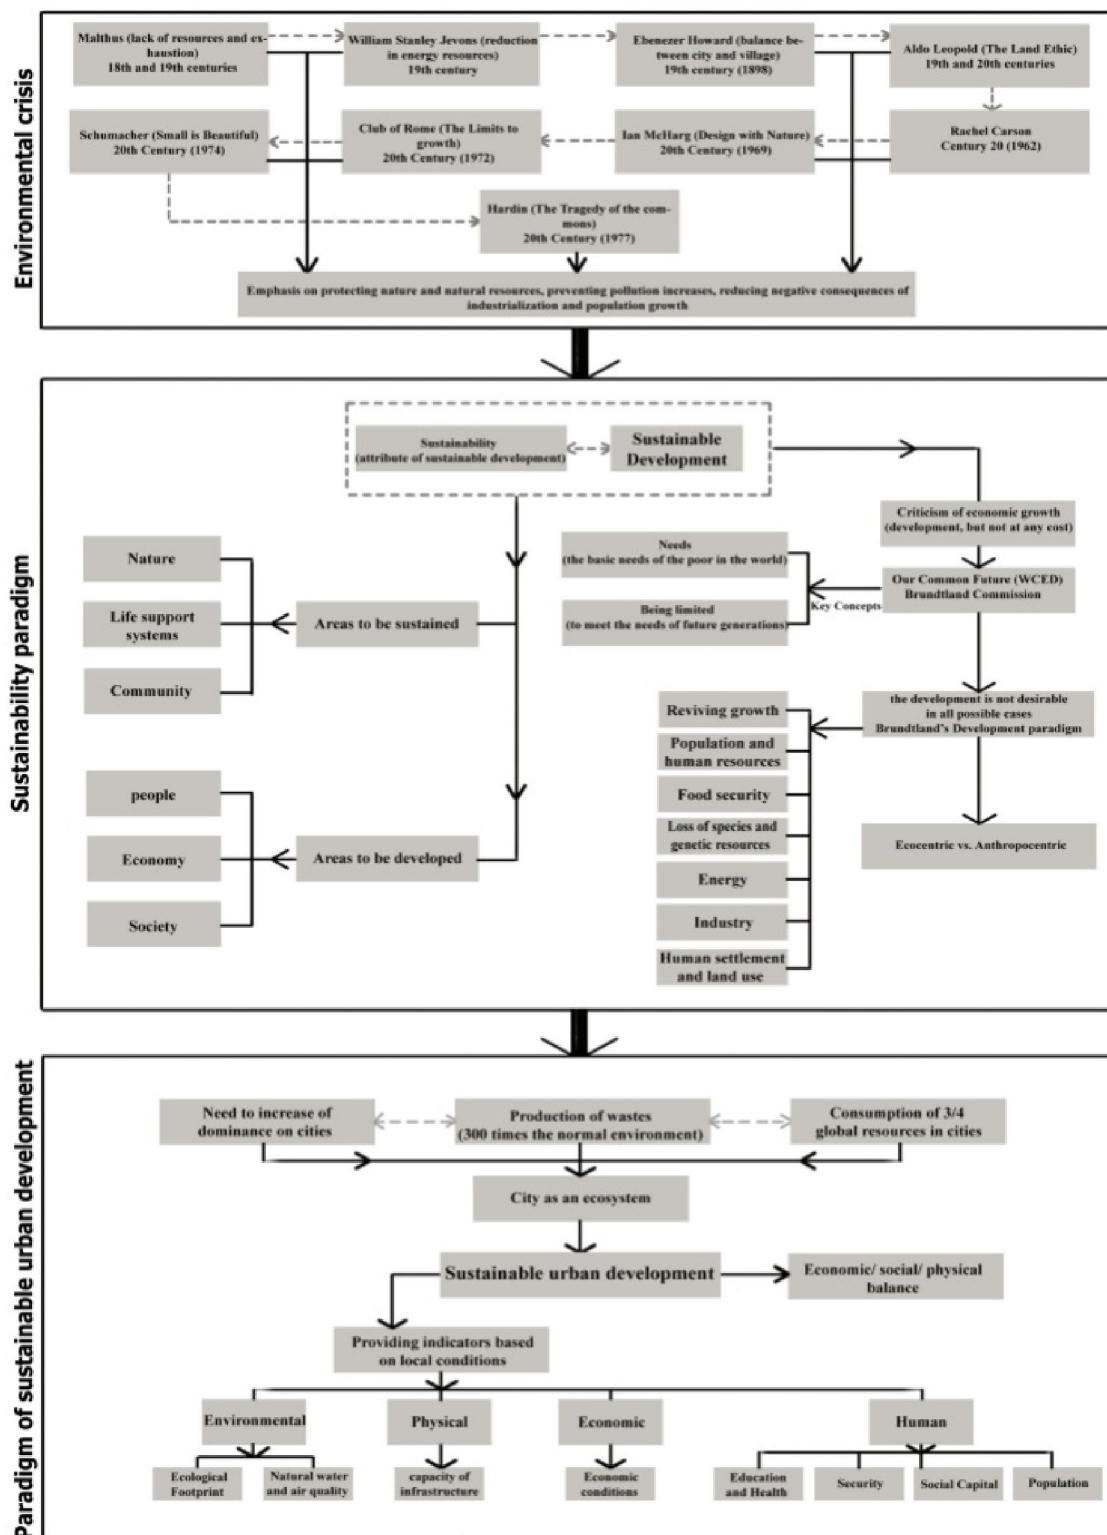 Environmental crisis
Malthus (lack of resources and ex-
haustion)
18th and 19th centuries
William Stanley Jevons (reduction
in energy resources)
19th century
Ebenezer Howard (balance be-
tween city and village)
19th century (1898)
Aldo Leopold (The Land Ethic)
19th and 20th centuries
Schumacher (Small is Beautiful)
20th Century (1974)
Club of Rome (The Limits to
growth)
20th Century (1972)
Ian McHarg (Design with Nature)
20th Century (1969)
Rachel Carson
Century 20 (1962)
Hardin (The Tragedy of the com-
mons)
20th Century (1977)
Emphasis on protecting nature and natural resources, preventing pollution increases, reducing negative consequences of
industrialization and population growth
Sustainability paradigm
Sustainability
(attribute of sustainable development)
Sustainable
Development
Criticism of economic growth
(development, but not at any cost)
Needs
(the basic needs of the poor in the world)
Our Common Future (WCED)
Brundtland Commission
Key Concepts
Being limited
(to meet the needs of future generations)
Nature
Life support
systems
Community
Areas to be sustained
the development is not desirable
in all possible cases
Brundtland's Development paradigm
Reviving growth
Population and
human resources
Food security
Loss of species and
genetic resources
Energy
Industry
Human settlement
and land use
Ecocentric vs. Anthropocentric
people
Economy
Society
Areas to be developed
Paradigm of sustainable urban development
Need to increase of
dominance on cities
Production of wastes
(300 times the normal environment)
Consumption of 3/4
global resources in cities
City as an ecosystem
Sustainable urban development
Economic/ social/ physical
balance
Providing indicators based
on local conditions
Environmental
Physical
Economic
Human
Ecological
Footprint
Natural water
and air quality
capacity of
infrastructure
Economic
conditions
Education
and Health
Security
Social Capital
Population